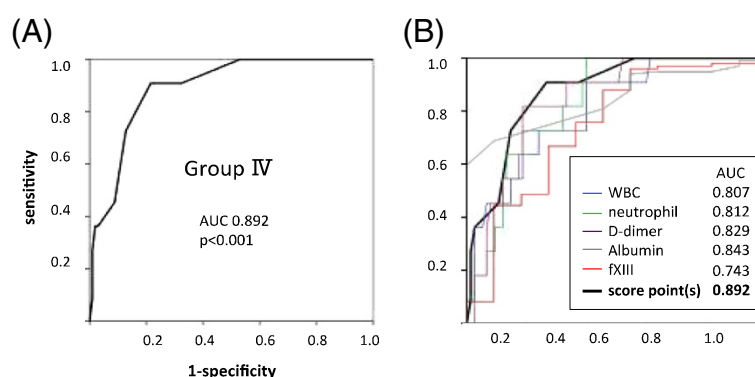 (A)
1.0
0.8
0.6
0.4
0.2
sensitivity
Group Ⅳ
AUC 0.892
p<0.001
0.2 0.4 0.6 0.8 1.0
1-specificity
(B)
1.0
0.8
0.6
0.4
0.2
AUC
WBC 0.807
neutrophil 0.812
D-dimer 0.829
Albumin 0.843
fXIII 0.743
score point(s) 0.892
0.2 0.4 0.6 0.8 1.0